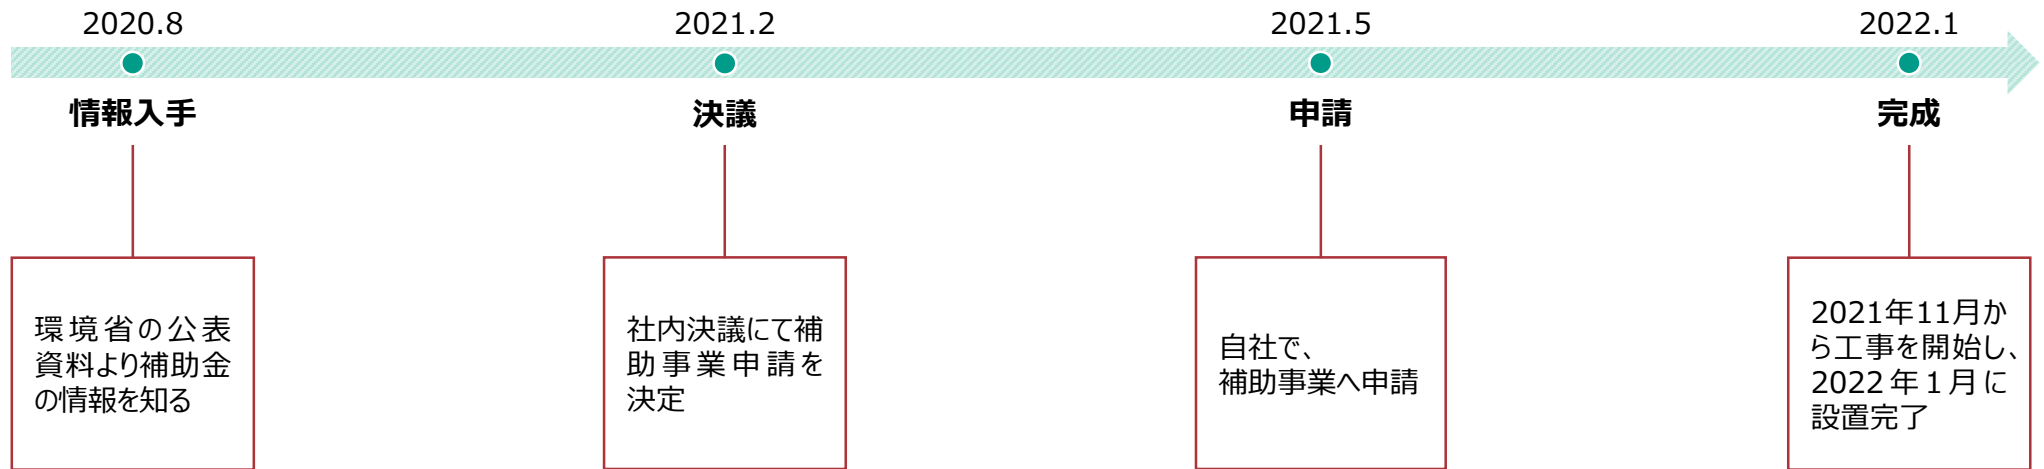 2020.8
2021.2
2021.5
2022.1
情報入手
決議
申請
完成
環境省の公表
資料より補助金
の情報を知る
社内決議にて補
助事業申請を
決定
自社で、
補助事業へ申請
2021年11月か
ら工事を開始し、
2022年1月に
設置完了